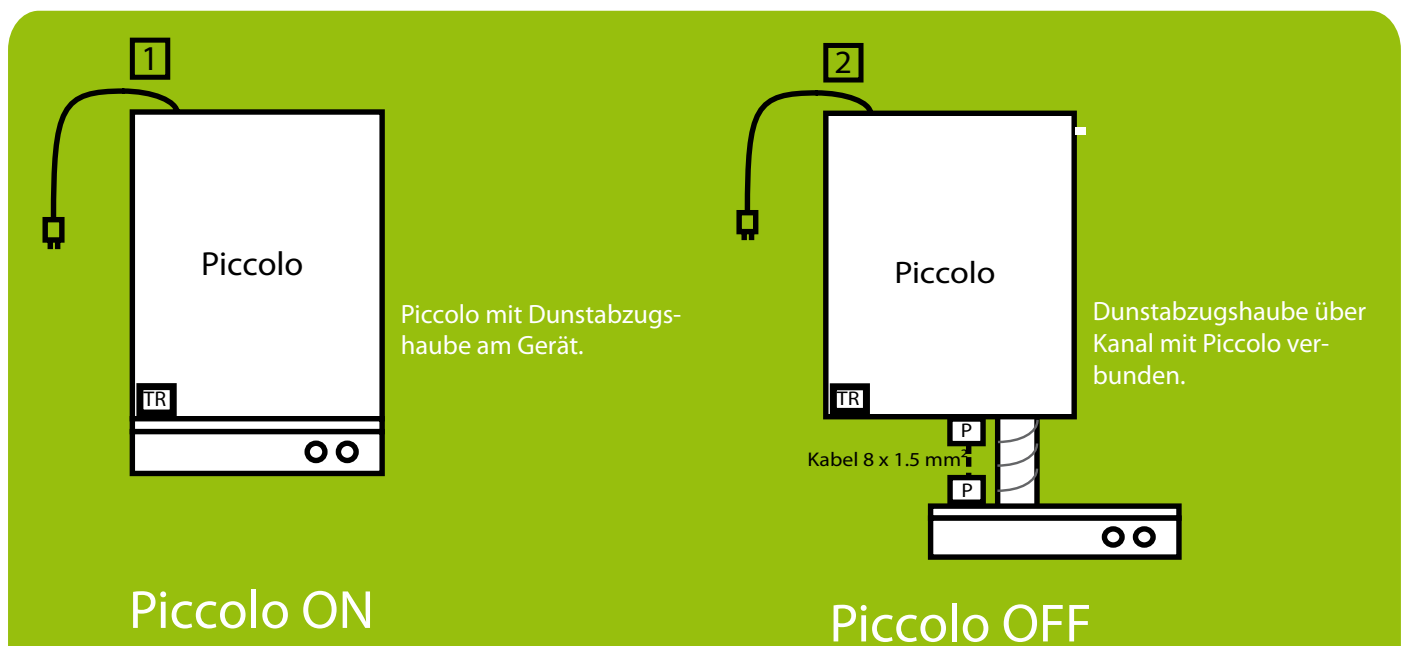 1
Piccolo
TR
Piccolo mit Dunstabzugs-
haube am Gerät.
Piccolo ON
2
Piccolo
TR
Dunstabzugshaube über
Kanal mit Piccolo ver-
bunden.
P
Kabel 8 x 1.5 mm²
P
Piccolo OFF